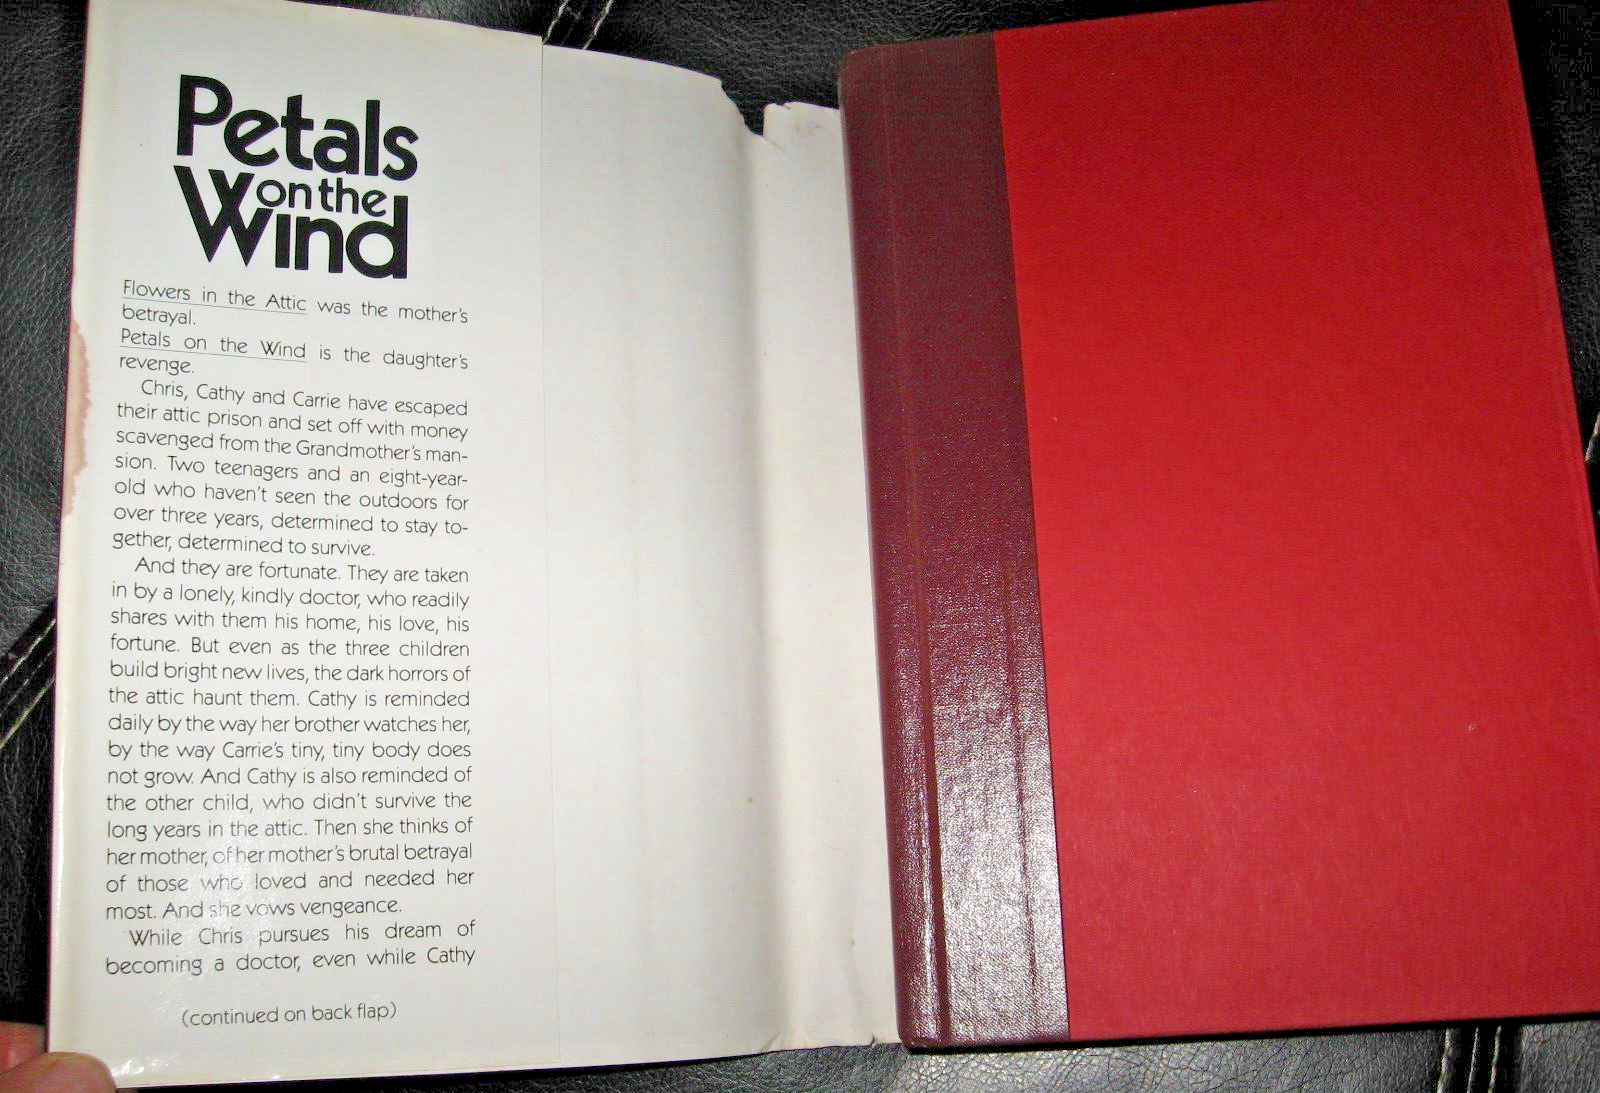 Petals
on the
Wind
Flowers in the Attic was the mother's
betrayal.
Petals on the Wind is the daughter's
revenge.
Chris, Cathy and Carrie have escaped
their attic prison and set off with money
scavenged from the Grandmother's man-
sion. Two teenagers and an eight-year-
old who haven't seen the outdoors for
over three years, determined to stay to-
gether, determined to survive.
And they are fortunate. They are taken
in by a lonely, kindly doctor, who readily
shares with them his home, his love, his
fortune. But even as the three children
build bright new lives, the dark horrors of
the attic haunt them. Cathy is reminded
daily by the way her brother watches her,
by the way Carrie's tiny, tiny body does
not grow. And Cathy is also reminded of
the other child, who didn't survive the
long years in the attic. Then she thinks of
her mother, of her mother's brutal betrayal
of those who loved and needed her
most. And she vows vengeance.
While Chris pursues his dream of
becoming a doctor, even while Cathy
(continued on back flap)